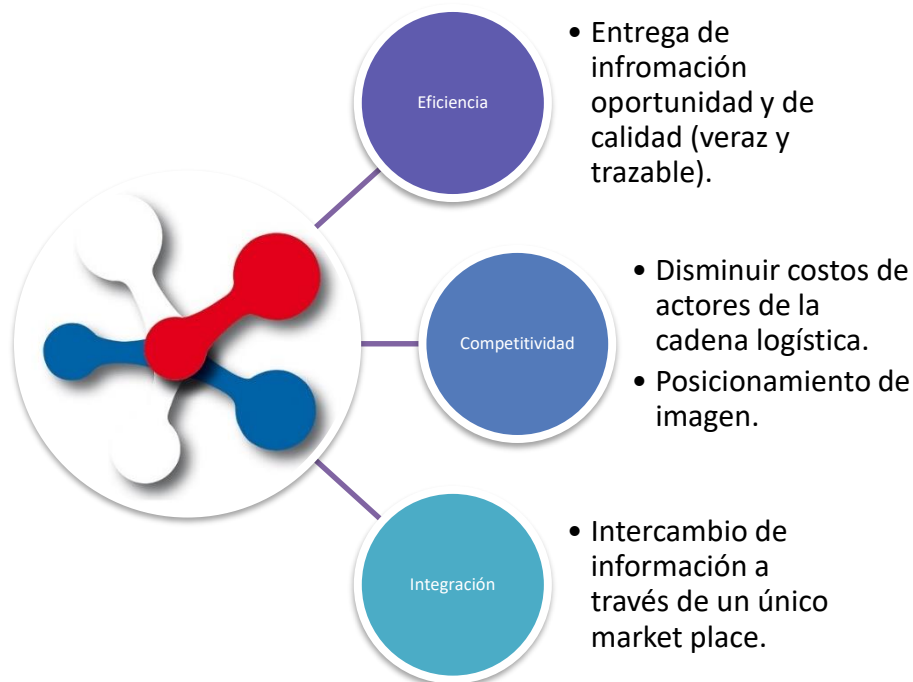 Eficiencia
• Entrega de
infromación
oportunidad y de
calidad (veraz y
trazable).
Competitividad
• Disminuir costos de
actores de la
cadena logística.
• Posicionamiento de
imagen.
Integración
• Intercambio de
información a
través de un único
market place.